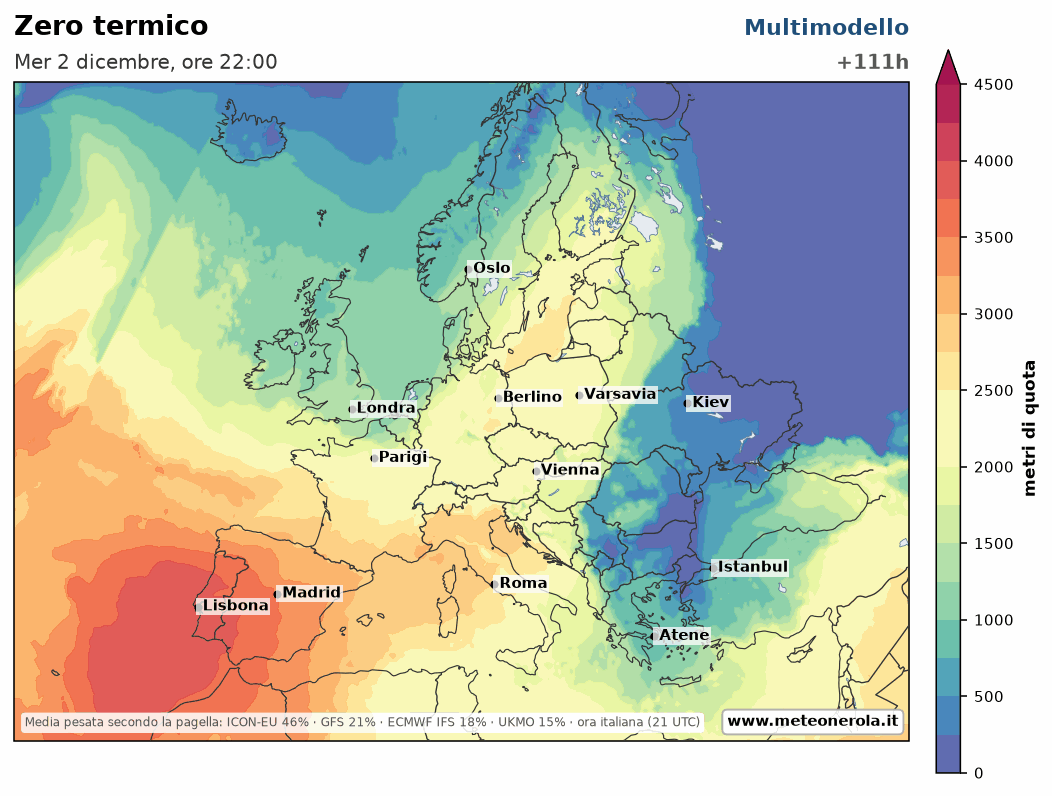 Zero termico
Multimodello
Mer 2 dicembre, ore 22:00
+111h
4500
4000
3500
3000
2500
2000
1500
1000
500
0
metri di quota
Oslo
Londra
Berlino
Varsavia
Kiev
Parigi
Vienna
Istanbul
Roma
Madrid
Lisbona
Atene
Media pesata secondo la pagella: ICON-EU 46% · GFS 21% · ECMWF IFS 18% · UKMO 15% · ora italiana (21 UTC)
www.meteonerola.it